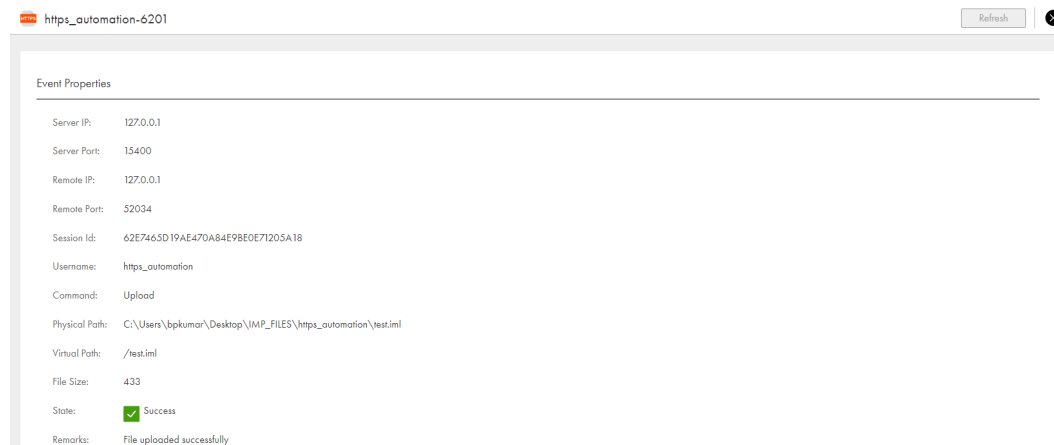 HTTPS https_automation-6201 Refresh
Event Properties
Server IP: 127.0.0.1
Server Port: 15400
Remote IP: 127.0.0.1
Remote Port: 52034
Session Id: 62E7465D19AE470A84E9BE0E71205A18
Username: https_automation
Command: Upload
Physical Path: C:\Users\bpkumar\Desktop\IMP_FILES\https_automation\test.iml
Virtual Path: /test.iml
File Size: 433
State: Success
Remarks: File uploaded successfully